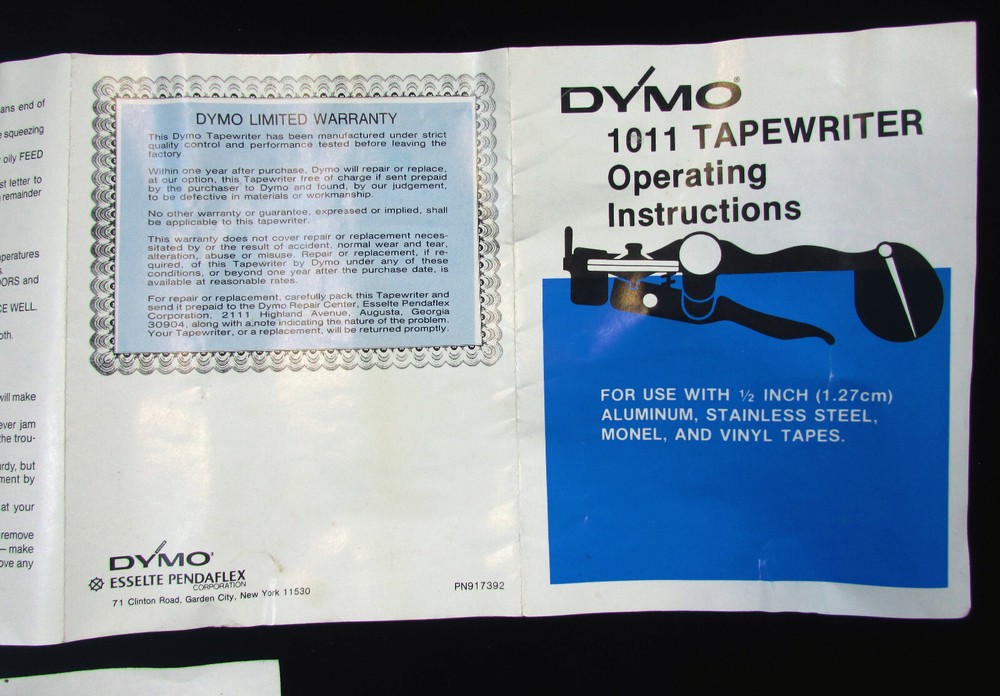 ans end of
squeezing
oily FEED
st letter to
remainder
peratures
ORS and
CE WELL.
oth.
will make
ever jam
the trou-
urdy, but
ment by
at your
remove
— make
ove any
DYMO LIMITED WARRANTY
This Dymo Tapewriter has been manufactured under strict
quality control and performance tested before leaving the
factory.
Within one year after purchase, Dymo will repair or replace,
at our option, this Tapewriter free of charge if sent prepaid
by the purchaser to Dymo and found, by our judgement,
to be defective in materials or workmanship.
No other warranty or guarantee, expressed or implied, shall
be applicable to this tapewriter.
This warranty does not cover repair or replacement neces-
sitated by or the result of accident, normal wear and tear,
alteration, abuse or misuse. Repair or replacement, if re-
quired, of this Tapewriter by Dymo under any of these
conditions, or beyond one year after the purchase date, is
available at reasonable rates.
For repair or replacement, carefully pack this Tapewriter and
send it prepaid to the Dymo Repair Center, Esselte Pendaflex
Corporation, 2111 Highland Avenue, Augusta, Georgia
30904, along with a note indicating the nature of the problem.
Your Tapewriter, or a replacement, will be returned promptly.
DYMO
ESSELTE PENDAFLEX
CORPORATION
71 Clinton Road, Garden City, New York 11530
PN917392
DYMO®
1011 TAPEWRITER
Operating
Instructions
FOR USE WITH ½ INCH (1.27cm)
ALUMINUM, STAINLESS STEEL,
MONEL, AND VINYL TAPES.